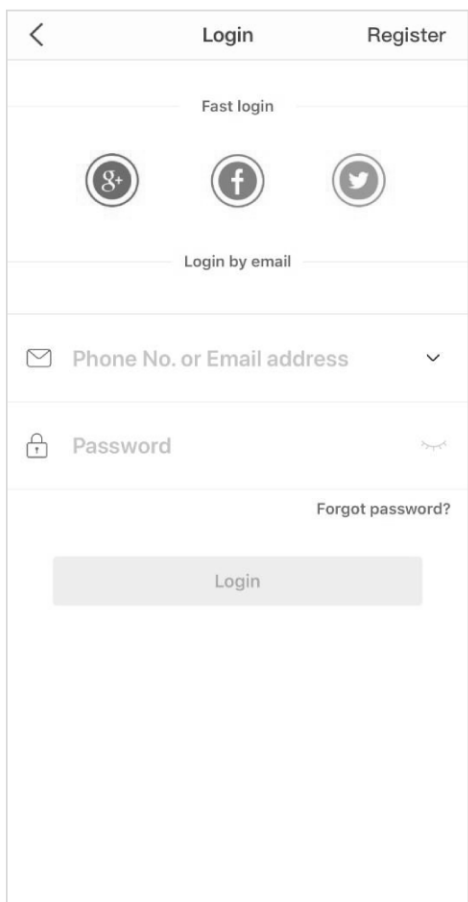 Login Register
Fast login
g+ f
Login by email
Phone No. or Email address
Password
Forgot password?
Login